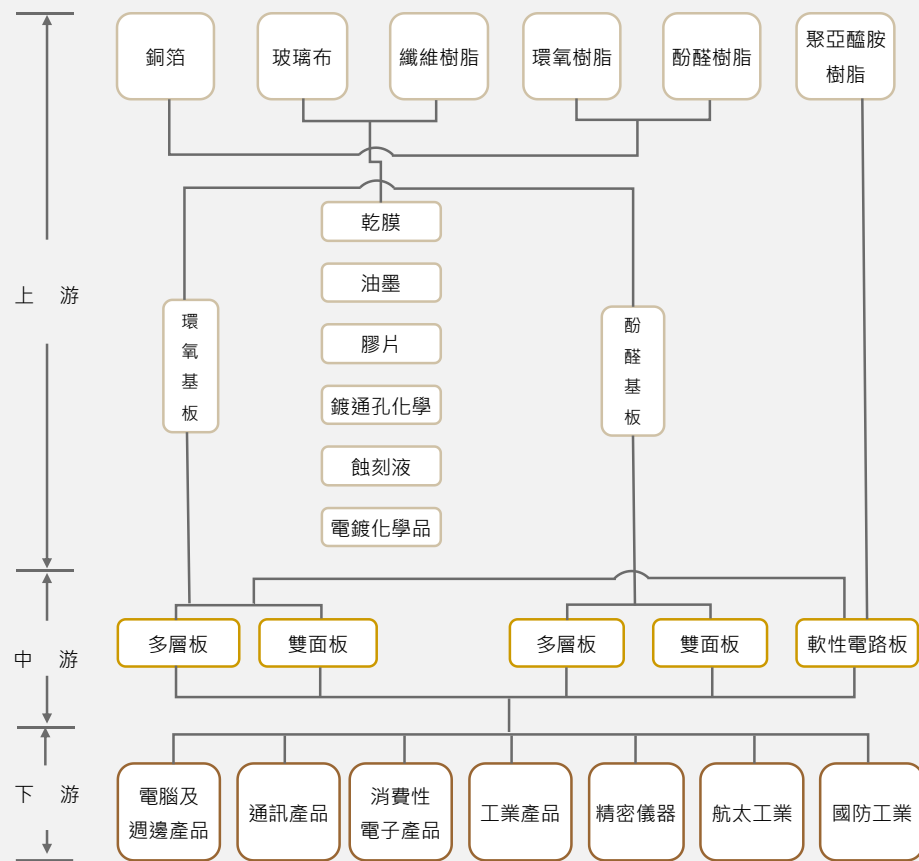 銅箔
玻璃布
纖維樹脂
環氧樹脂
酚醛樹脂
聚亞醯胺
樹脂
乾膜
油墨
膠片
鍍通孔化學
蝕刻液
電鍍化學品
上 游
環
氧
基
板
酚
醛
基
板
中 游
多層板
雙面板
多層板
雙面板
軟性電路板
下 游
電腦及
週邊產品
通訊產品
消費性
電子產品
工業產品
精密儀器
航太工業
國防工業